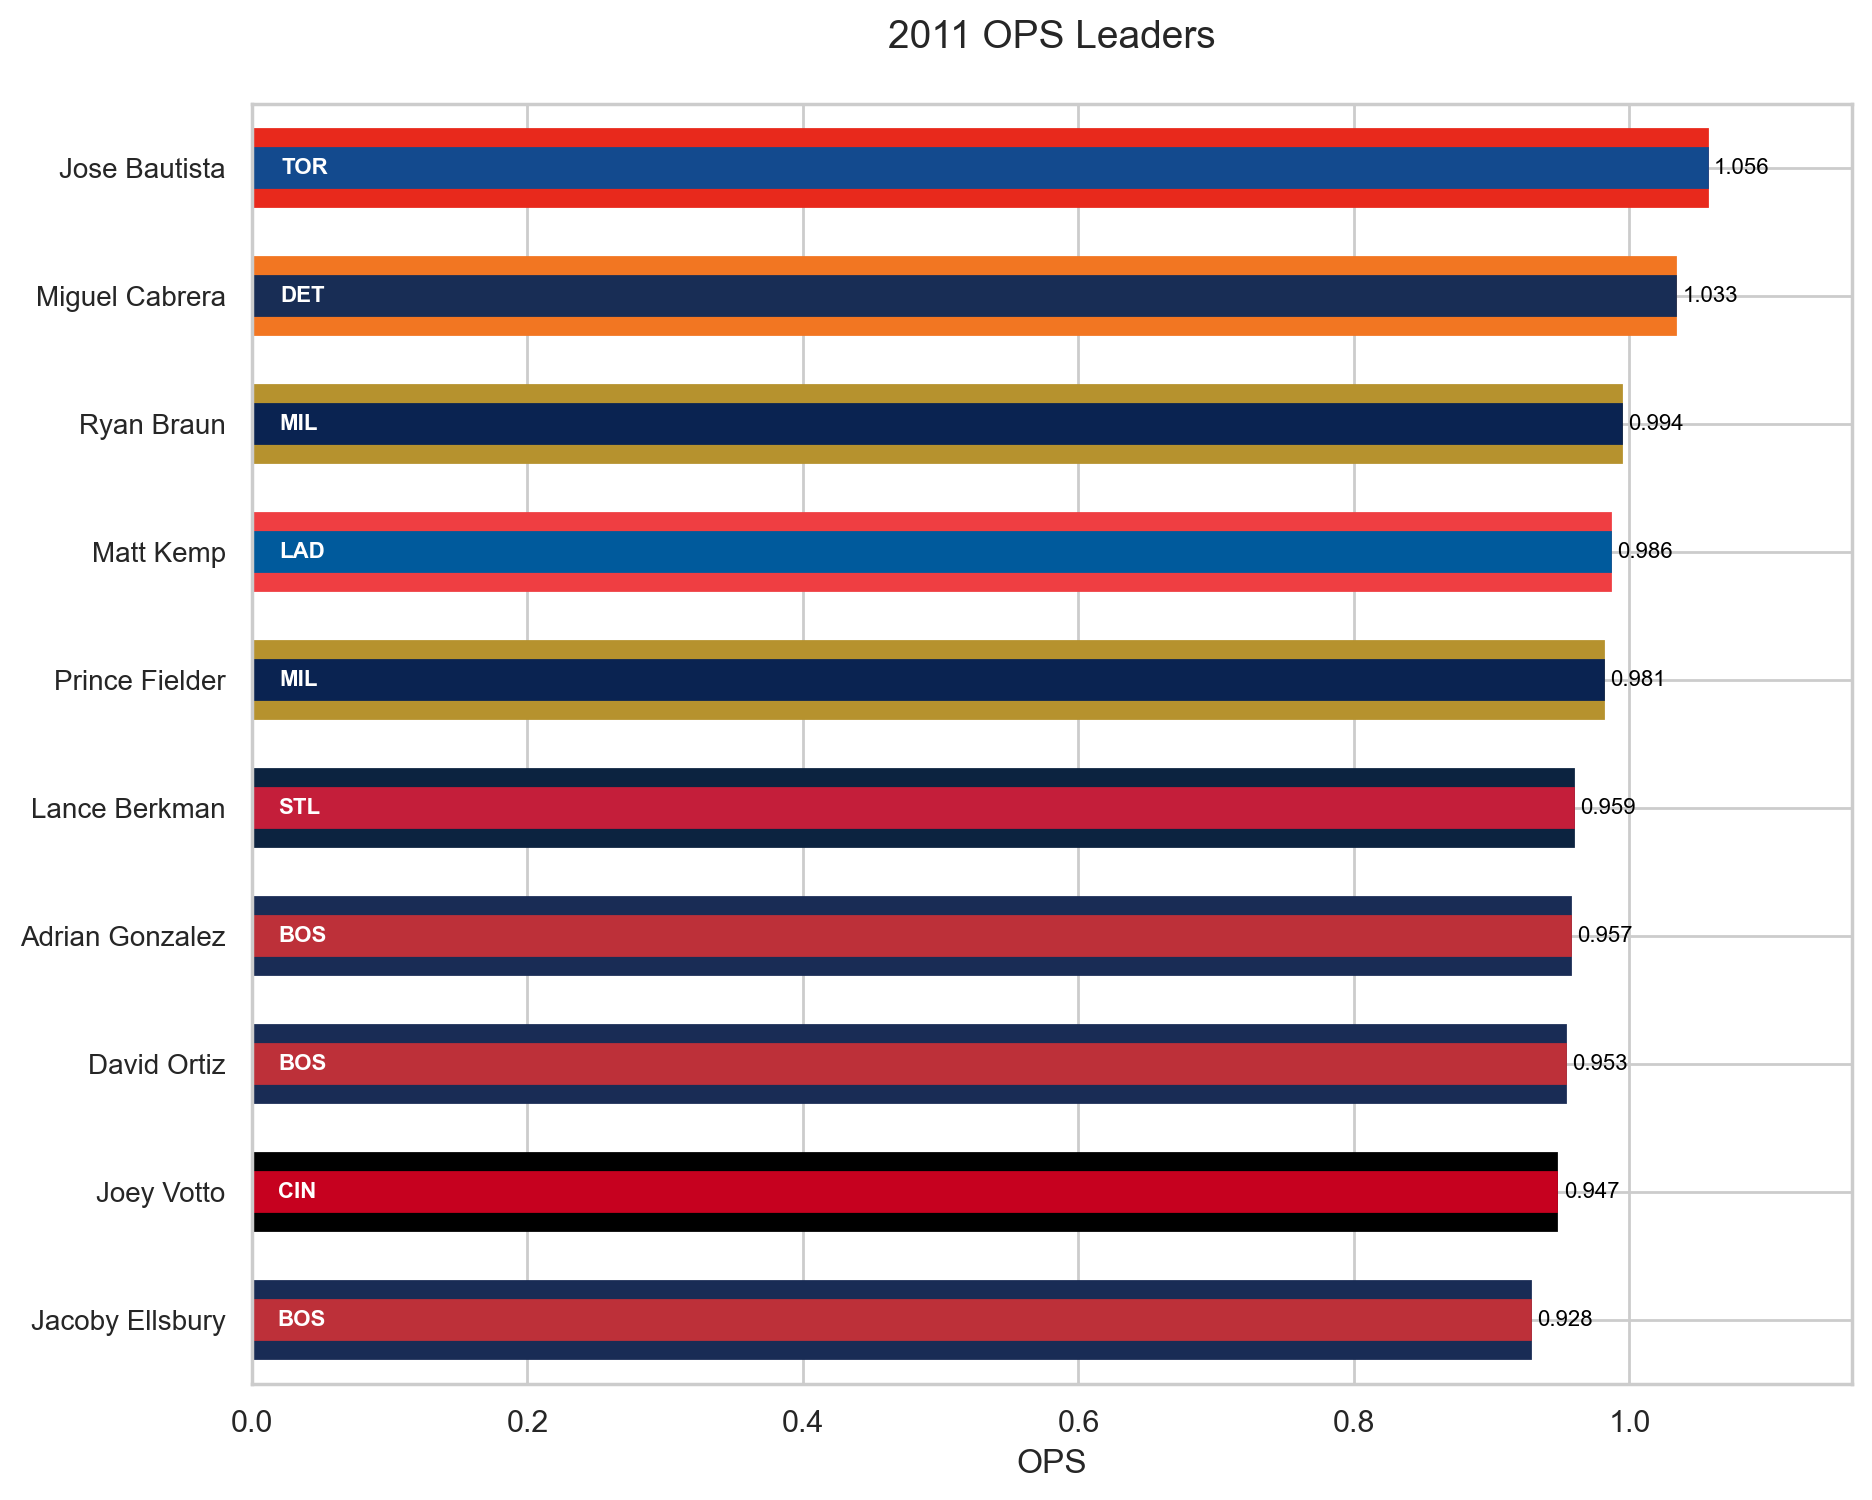 2011 OPS Leaders
Jose Bautista TOR 1.056
Miguel Cabrera DET 1.033
Ryan Braun MIL 0.994
Matt Kemp LAD 0.986
Prince Fielder MIL 0.981
Lance Berkman STL 0.959
Adrian Gonzalez BOS 0.957
David Ortiz BOS 0.953
Joey Votto CIN 0.947
Jacoby Ellsbury BOS 0.928
0.0 0.2 0.4 0.6 0.8 1.0
OPS